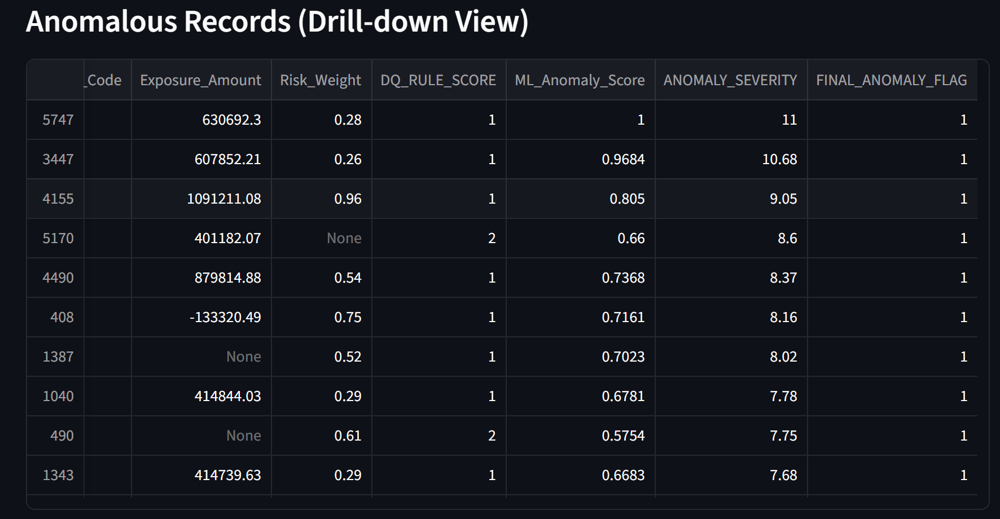 Anomalous Records (Drill-down View)
_Code Exposure_Amount Risk_Weight DQ_RULE_SCORE ML_Anomaly_Score ANOMALY_SEVERITY FINAL_ANOMALY_FLAG
5747 630692.3 0.28 1 1 11 1
3447 607852.21 0.26 1 0.9684 10.68 1
4155 1091211.08 0.96 1 0.805 9.05 1
5170 401182.07 None 2 0.66 8.6 1
4490 879814.88 0.54 1 0.7368 8.37 1
408 -133320.49 0.75 1 0.7161 8.16 1
1387 None 0.52 1 0.7023 8.02 1
1040 414844.03 0.29 1 0.6781 7.78 1
490 None 0.61 2 0.5754 7.75 1
1343 414739.63 0.29 1 0.6683 7.68 1